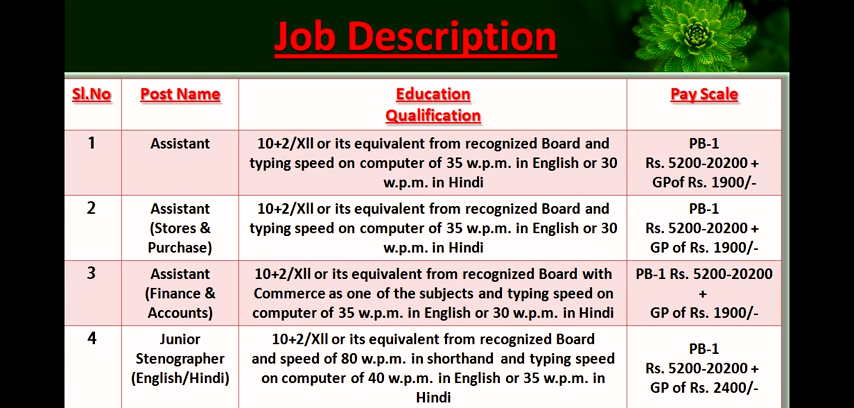 Job Description
Sl.No Post Name Education Qualification Pay Scale
1 Assistant 10+2/Xll or its equivalent from recognized Board and typing speed on computer of 35 w.p.m. in English or 30 w.p.m. in Hindi PB-1 Rs. 5200-20200 + GPof Rs. 1900/-
2 Assistant (Stores & Purchase) 10+2/Xll or its equivalent from recognized Board and typing speed on computer of 35 w.p.m. in English or 30 w.p.m. in Hindi PB-1 Rs. 5200-20200 + GP of Rs. 1900/-
3 Assistant (Finance & Accounts) 10+2/Xll or its equivalent from recognized Board with Commerce as one of the subjects and typing speed on computer of 35 w.p.m. in English or 30 w.p.m. in Hindi PB-1 Rs. 5200-20200 + GP of Rs. 1900/-
4 Junior Stenographer (English/Hindi) 10+2/Xll or its equivalent from recognized Board and speed of 80 w.p.m. in shorthand and typing speed on computer of 40 w.p.m. in English or 35 w.p.m. in Hindi PB-1 Rs. 5200-20200 + GP of Rs. 2400/-